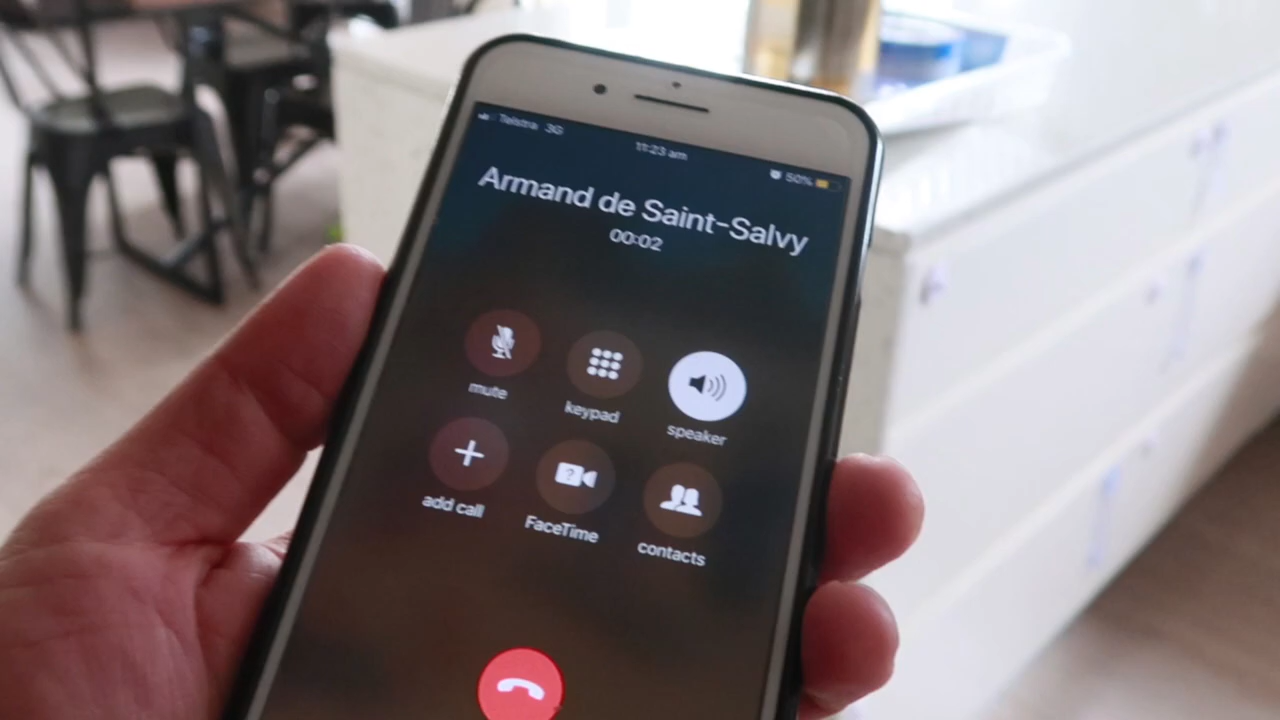 Telstra 3G
11:23 am
50%
Armand de Saint-Salvy
00:02
mute keypad speaker
add call FaceTime contacts